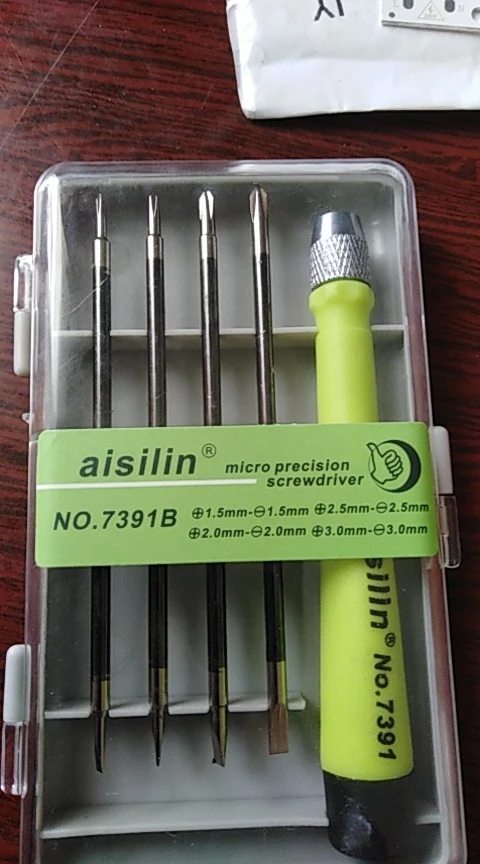 aisilin®
micro precision
screwdriver
NO.7391B
⊕1.5mm-⊖1.5mm ⊕2.5mm-⊖2.5mm
⊕2.0mm-⊖2.0mm ⊕3.0mm-⊖3.0mm
silin® No.7391